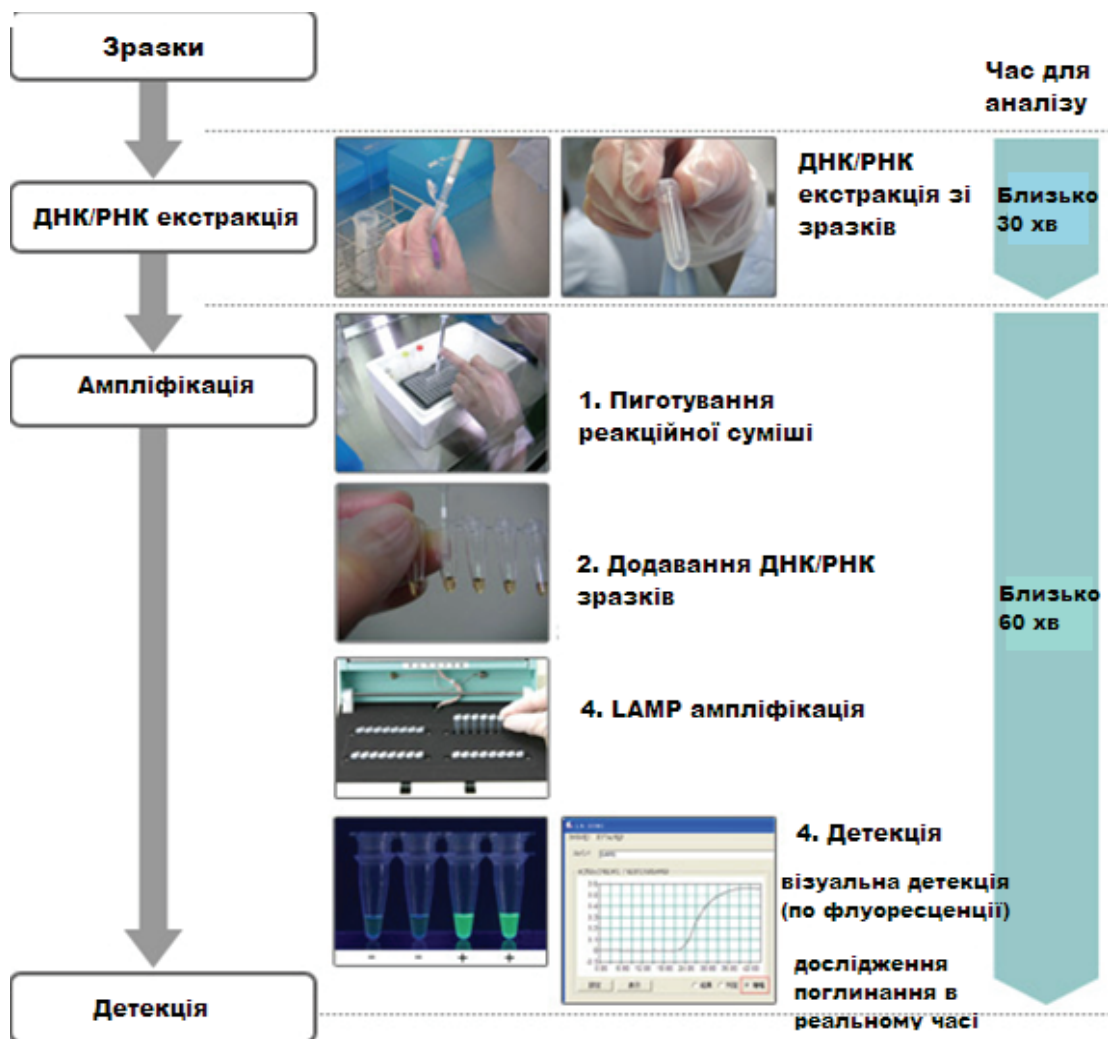 Зразки
Час для
аналізу
ДНК/РНК екстракція
ДНК/РНК
екстракція зі
зразків
Близько
30 хв
Ампліфікація
1. Пиготування
реакційної суміші
2. Додавання ДНК/РНК
зразків
Близько
60 хв
4. LAMP ампліфікація
- - + +
4. Детекція
візуальна детекція
(по флуоресценції)
дослідження
поглинання в
реальному часі
Детекція